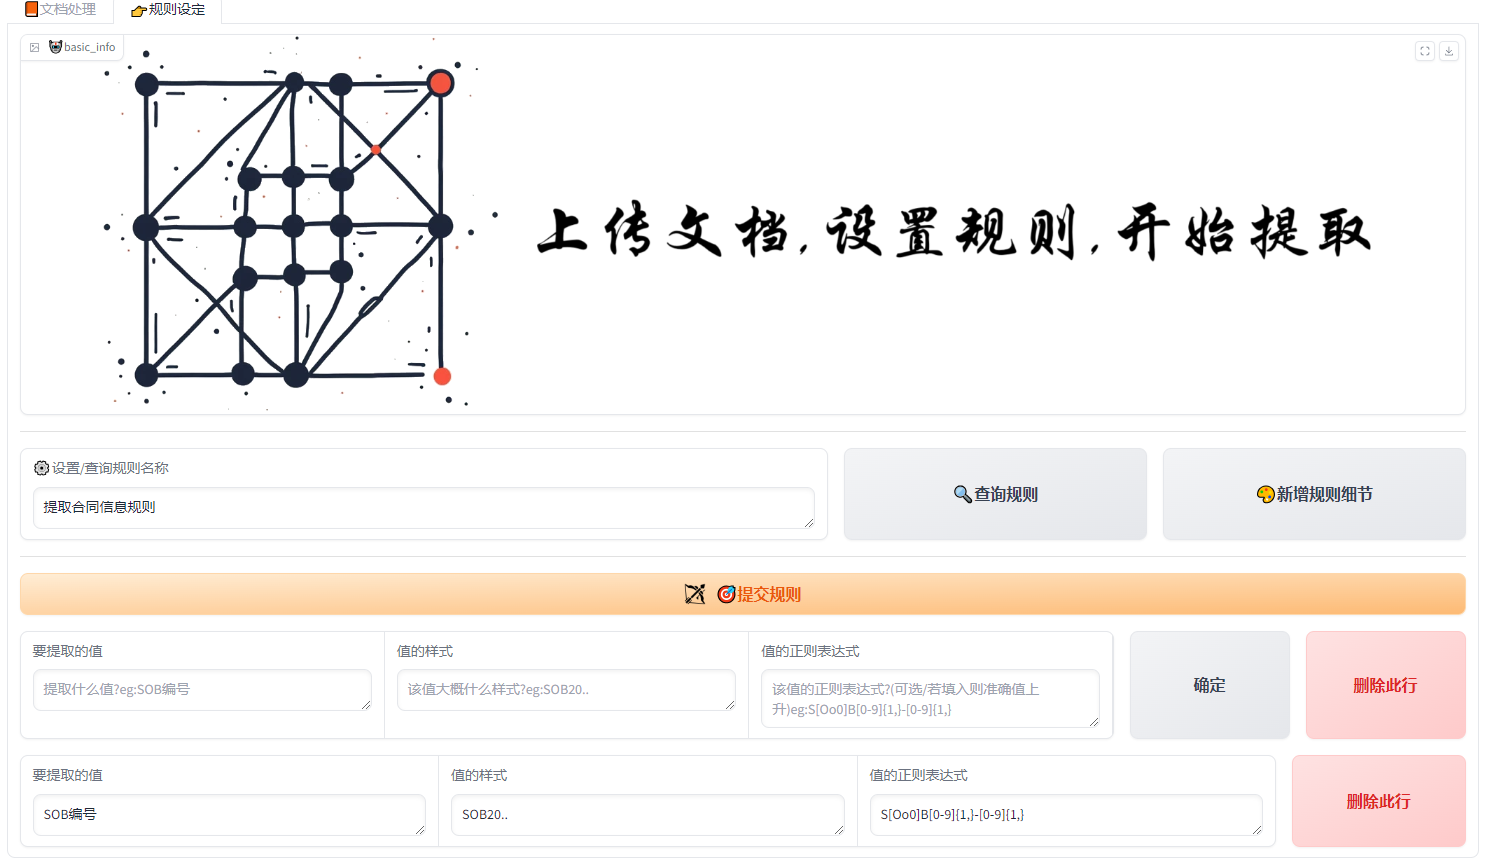 文档处理
规则设定
basic_info
上传文档,设置规则,开始提取
设置/查询规则名称
提取合同信息规则
查询规则
新增规则细节
提交规则
要提取的值
值的样式
值的正则表达式
提取什么值?eg:SOB编号
该值大概什么样式?eg:SOB20..
该值的正则表达式?(可选/若填入则准确值上
升)eg:S[Oo0]B[0-9]{1,}-[0-9]{1,}
确定
删除此行
要提取的值
值的样式
值的正则表达式
SOB编号
SOB20..
S[Oo0]B[0-9]{1,}-[0-9]{1,}
删除此行